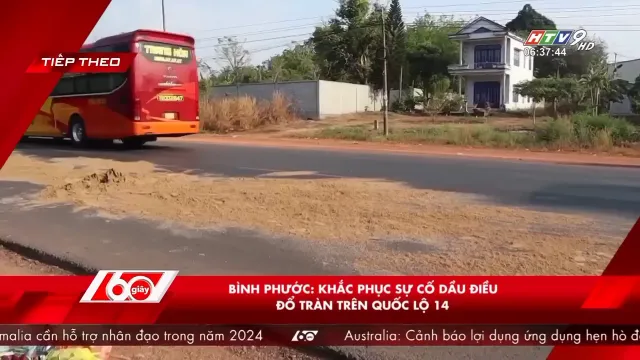 TIẾP THEO
HTV9 HD
06:37:44
60 giây
BÌNH PHƯỚC: KHẮC PHỤC SỰ CỐ DẦU ĐIỀU
ĐỔ TRÀN TRÊN QUỐC LỘ 14
malia cần hỗ trợ nhân đạo trong năm 2024
60
Australia: Cảnh báo lợi dụng ứng dụng hẹn hò đ